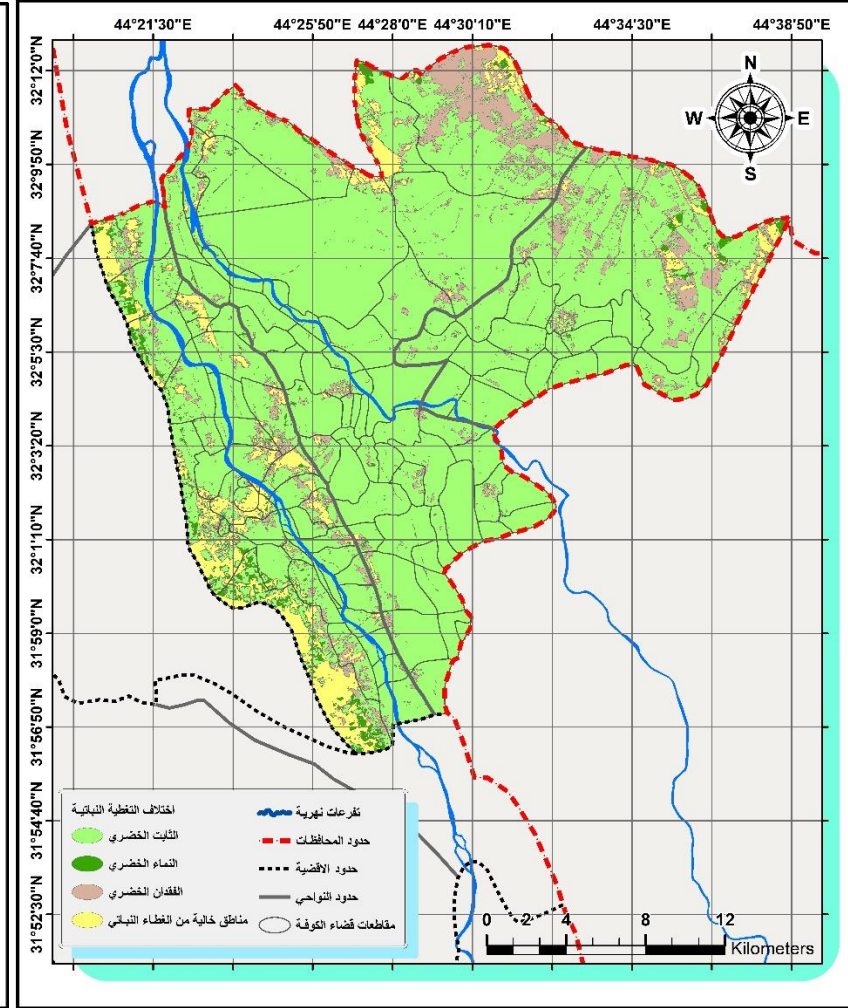 44°21'30"E 44°25'50"E 44°28'0"E 44°30'10"E 44°34'30"E 44°38'50"E
32°12'0"N
32°9'50"N
32°7'40"N
32°5'30"N
32°3'20"N
32°1'10"N
31°59'0"N
31°56'50"N
31°54'40"N
31°52'30"N
N
W E
S
اختلاف التغطية النباتية
الثابت الخضري
النماء الخضري
الفقدان الخضري
مناطق خالية من الغطاء النباتي
تفرعات نهرية
حدود المحافظات
حدود الاقضية
حدود النواحي
مقاطعات قضاء الكوفة
0 2 4 8 12
Kilometers